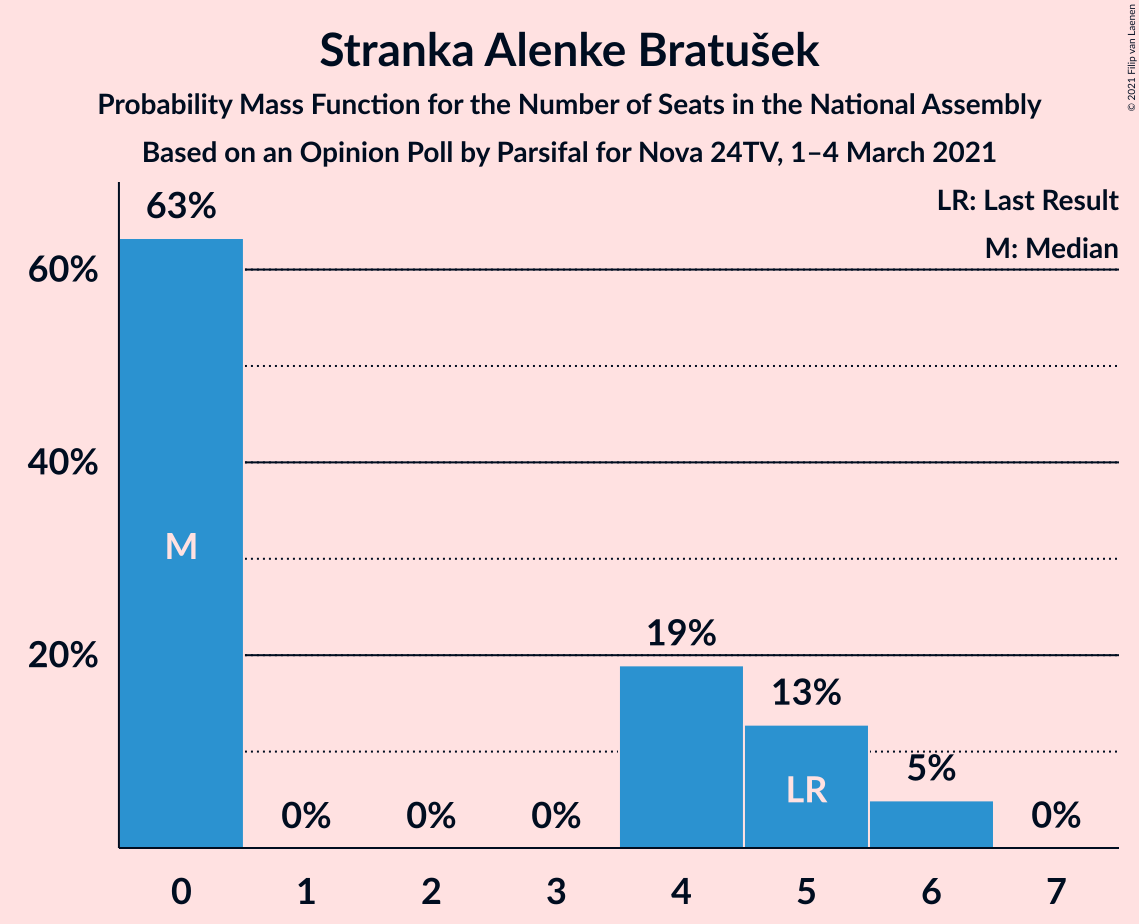 Stranka Alenke Bratušek
Probability Mass Function for the Number of Seats in the National Assembly
Based on an Opinion Poll by Parsifal for Nova 24TV, 1–4 March 2021
© 2021 Filip van Laenen
LR: Last Result
M: Median
63%
60%
40%
20%
M
0%
0%
0%
19%
13%
LR
5%
0%
0 1 2 3 4 5 6 7